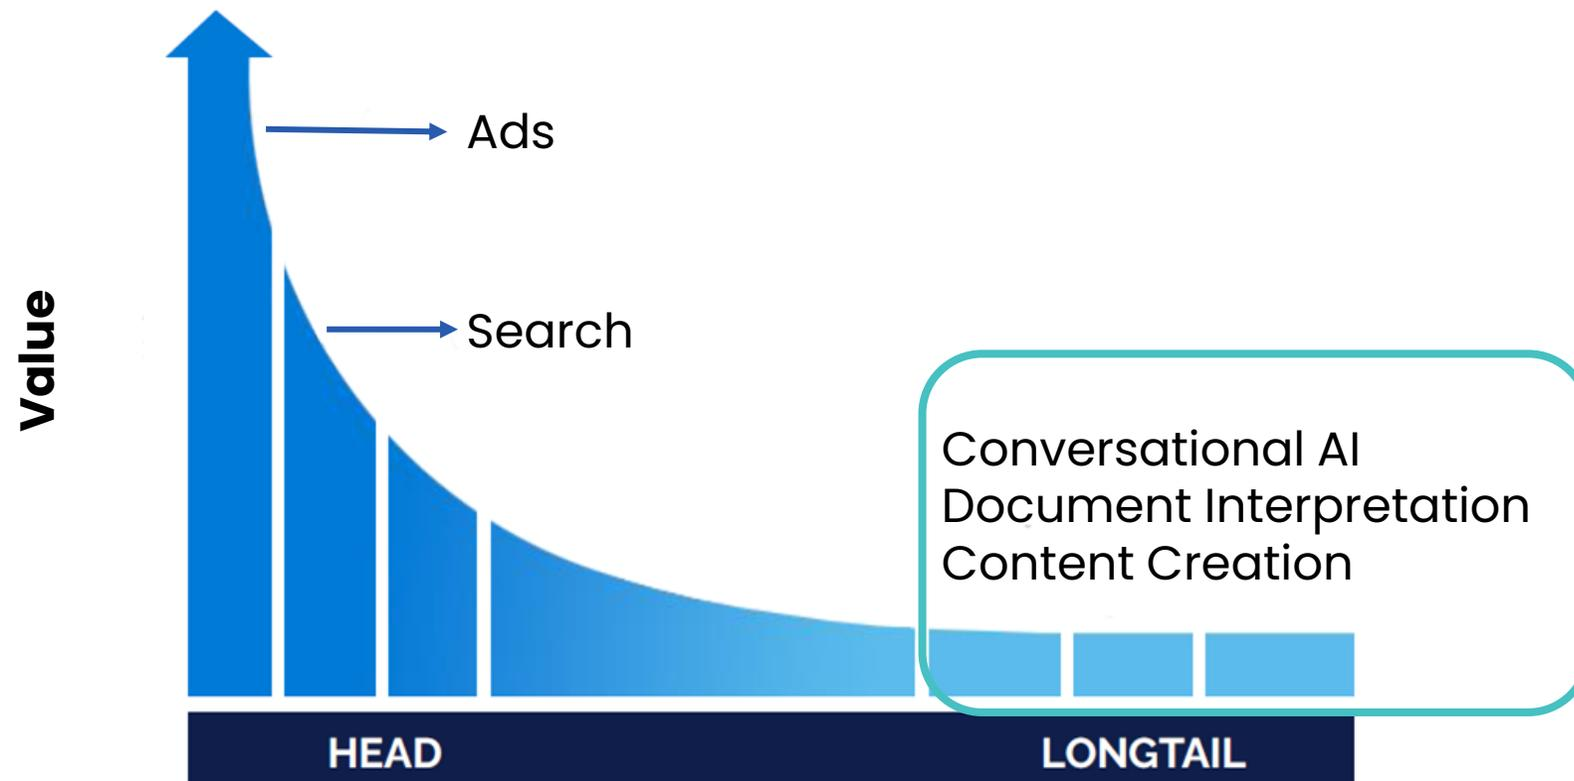 Ads
Value
Search
Conversational AI
Document Interpretation
Content Creation
HEAD
LONGTAIL